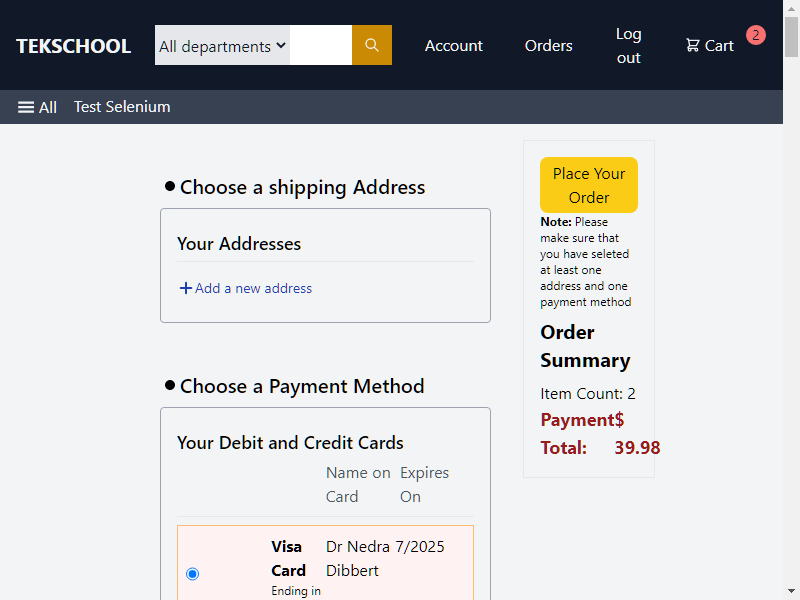 TEKSCHOOL
All departments
Account
Orders
Log
out
Cart
2
All
Test Selenium
Choose a shipping Address
Your Addresses
Add a new address
Choose a Payment Method
Your Debit and Credit Cards
Name on
Card
Expires
On
Visa
Card
Ending in
Dr Nedra
Dibbert
7/2025
Place Your
Order
Note: Please
make sure that
you have seleted
at least one
address and one
payment method
Order
Summary
Item Count: 2
Payment$
Total: 39.98